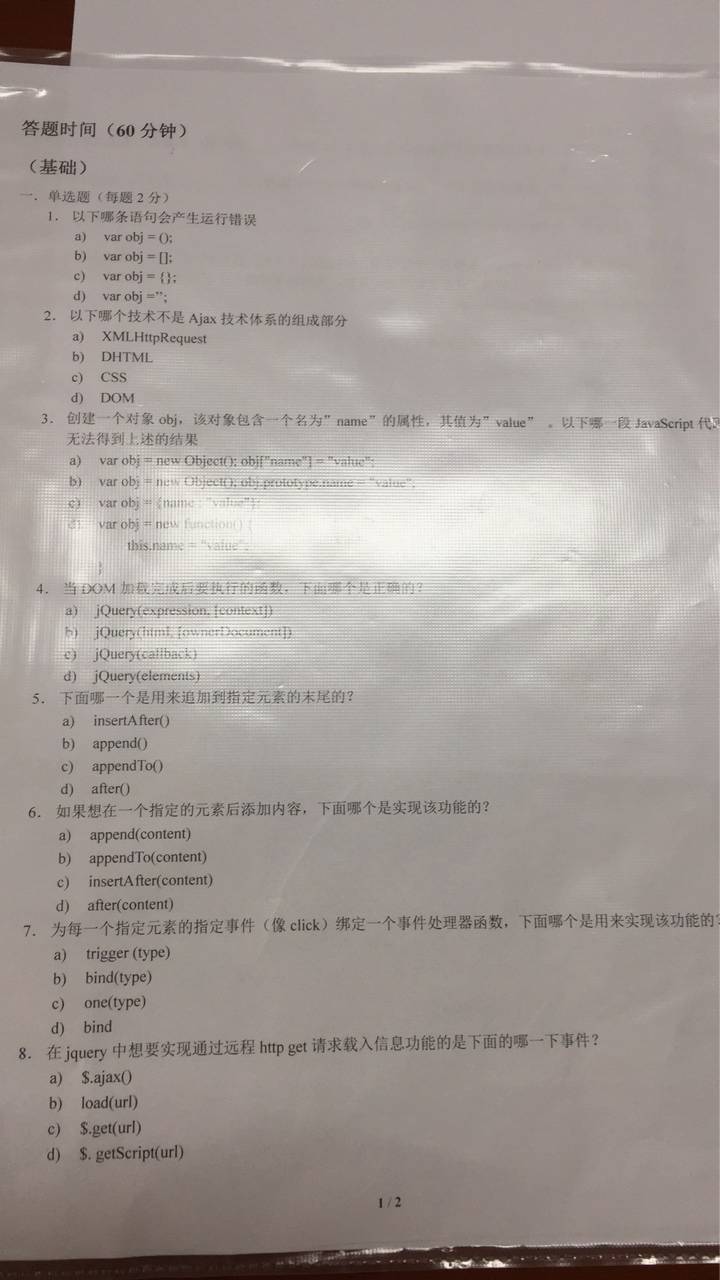 答题时间（60 分钟）
（基础）
一．单选题（每题 2 分）
1． 以下哪条语句会产生运行错误
a) var obj = ();
b) var obj = [];
c) var obj = {};
d) var obj =”;
2． 以下哪个技术不是 Ajax 技术体系的组成部分
a) XMLHttpRequest
b) DHTML
c) CSS
d) DOM
3． 创建一个对象 obj，该对象包含一个名为” name” 的属性，其值为” value” 。以下哪一段 JavaScript 代
无法得到上述的结果
a) var obj = new Object(); obj["name"] = "value";
b) var obj = new Object(); obj.prototype.name = "value";
c) var obj = {name : "value"};
d) var obj = new function() {
this.name = "value";
}
4． 当 DOM 加载完成后要执行的函数，下面哪个是正确的？
a) jQuery(expression, [context])
b) jQuery(html, [ownerDocument])
c) jQuery(callback)
d) jQuery(elements)
5． 下面哪一个是用来追加到指定元素的末尾的？
a) insertAfter()
b) append()
c) appendTo()
d) after()
6． 如果想在一个指定的元素后添加内容，下面哪个是实现该功能的？
a) append(content)
b) appendTo(content)
c) insertAfter(content)
d) after(content)
7． 为每一个指定元素的指定事件（像 click）绑定一个事件处理器函数，下面哪个是用来实现该功能的？
a) trigger (type)
b) bind(type)
c) one(type)
d) bind
8． 在 jquery 中想要实现通过远程 http get 请求载入信息功能的是下面的哪一下事件？
a) $.ajax()
b) load(url)
c) $.get(url)
d) $. getScript(url)
1 / 2